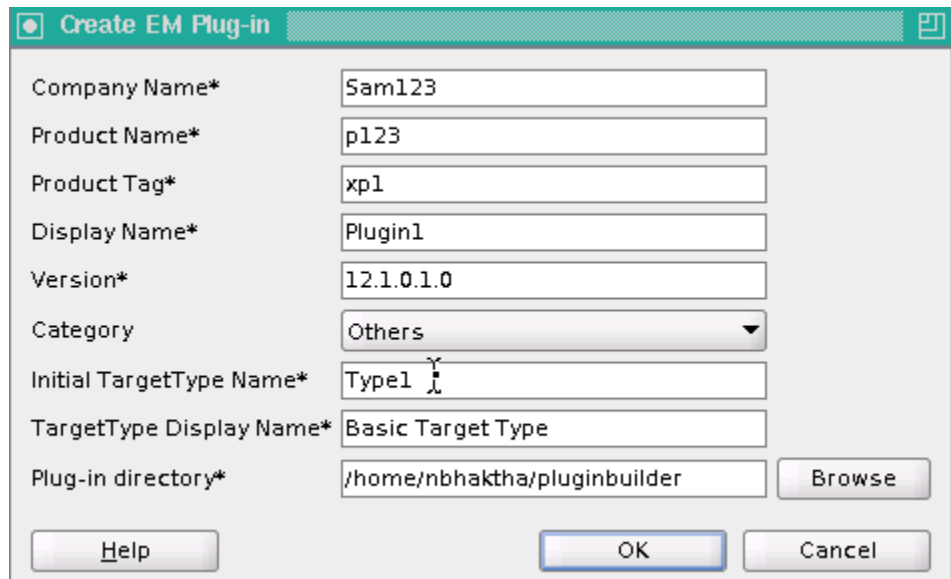 Create EM Plug-in
Company Name* Sam123
Product Name* p123
Product Tag* xp1
Display Name* Plugin1
Version* 12.1.0.1.0
Category Others
Initial TargetType Name* Type1
TargetType Display Name* Basic Target Type
Plug-in directory* /home/nbhaktha/pluginbuilder Browse
Help OK Cancel